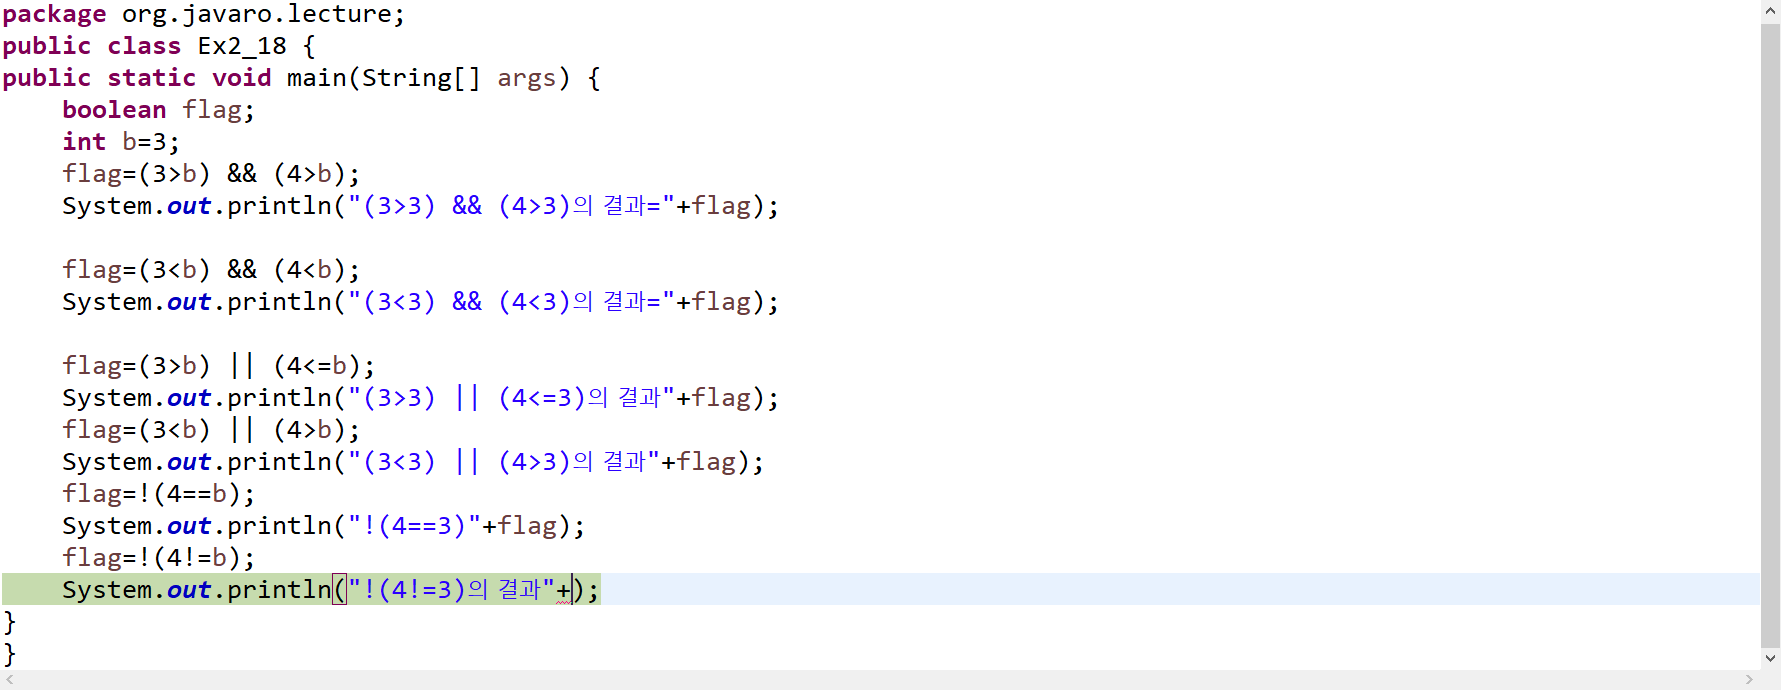 package org.javaro.lecture;
public class Ex2_18 {
public static void main(String[] args) {
    boolean flag;
    int b=3;
    flag=(3>b) && (4>b);
    System.out.println("(3>3) && (4>3)의 결과="+flag);

    flag=(3<b) && (4<b);
    System.out.println("(3<3) && (4<3)의 결과="+flag);

    flag=(3>b) || (4<=b);
    System.out.println("(3>3) || (4<=3)의 결과"+flag);
    flag=(3<b) || (4>b);
    System.out.println("(3<3) || (4>3)의 결과"+flag);
    flag=!(4==b);
    System.out.println("!(4==3)"+flag);
    flag=!(4!=b);
    System.out.println("!(4!=3)의 결과"+);
}
}